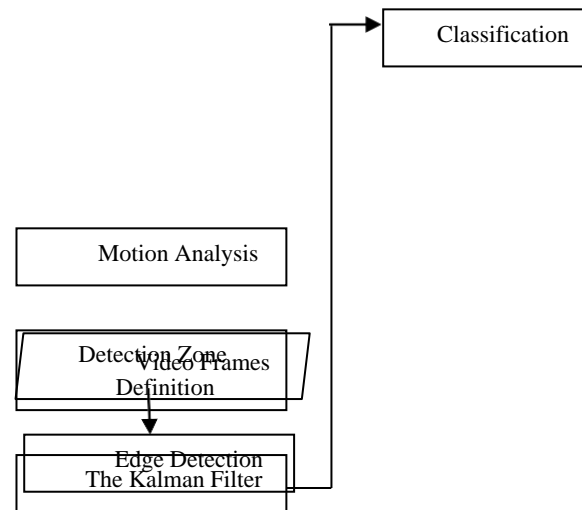 Classification
Motion Analysis
Detection Zone
Video Frames
Definition
Edge Detection
The Kalman Filter